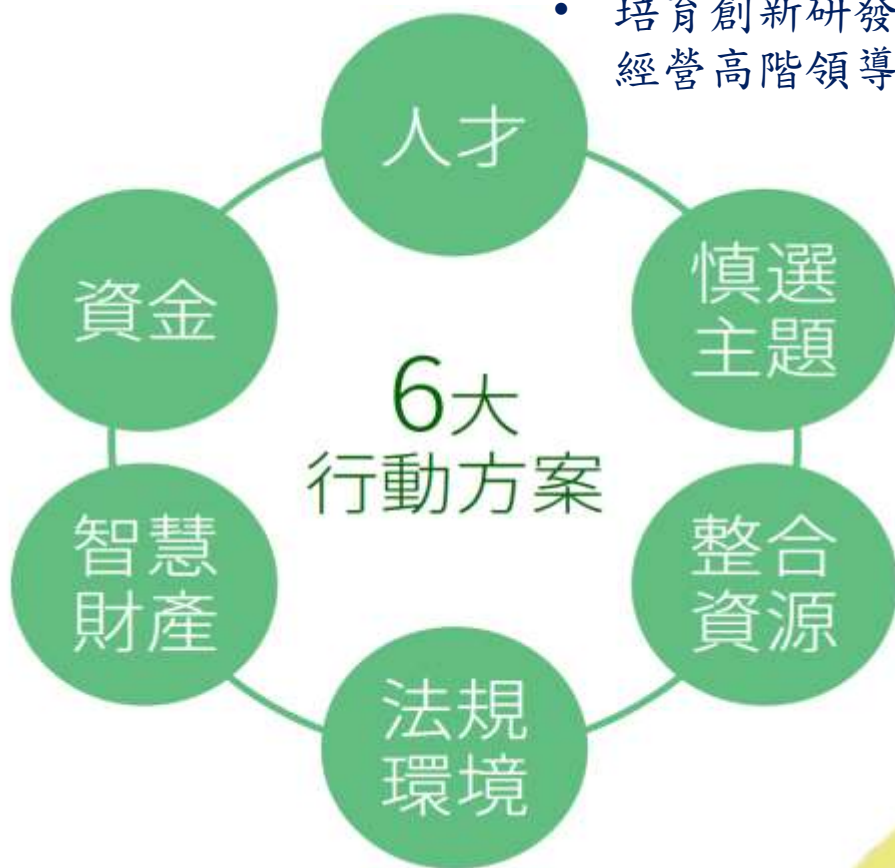 • 培育創新研發
經營高階領導
人才
慎選
主題
整合
資源
法規
環境
智慧
財產
資金
6大
行動方案